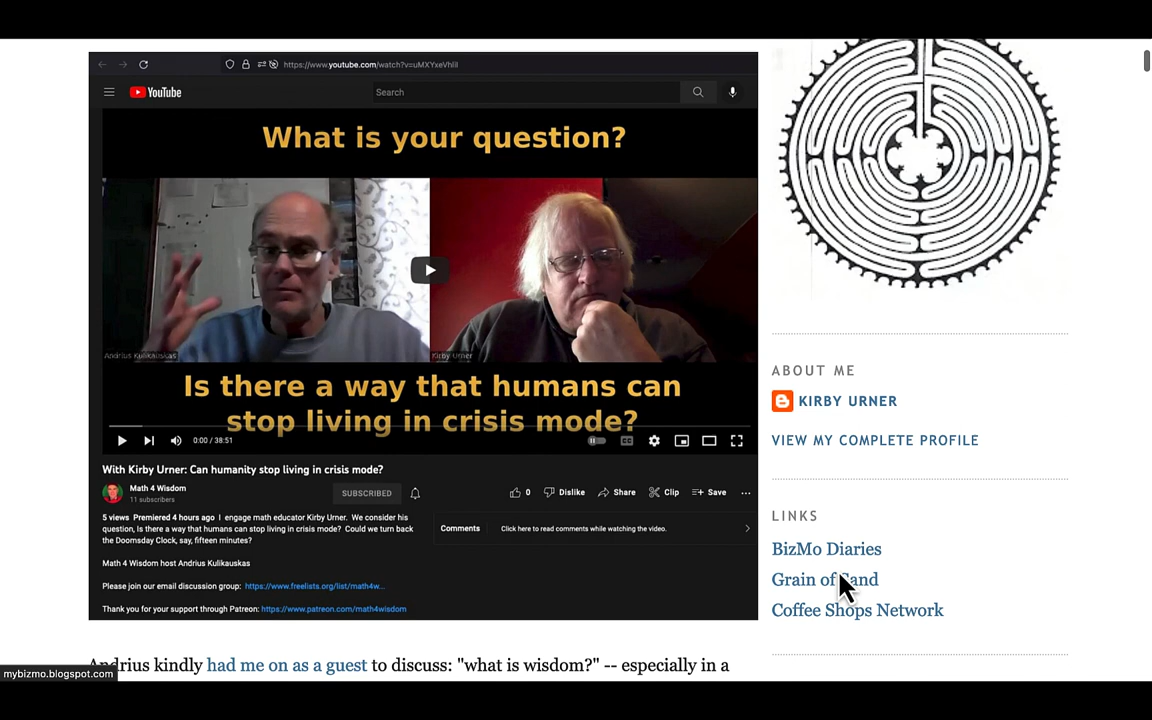 https://www.youtube.com/watch?v=uMXYxeVhlil
YouTube
Search
What is your question?
Andrius Kulikauskas
Kirby Urner
Is there a way that humans can
stop living in crisis mode?
0:00 / 38:51
CC
With Kirby Urner: Can humanity stop living in crisis mode?
Math 4 Wisdom
11 subscribers
SUBSCRIBED
0
Dislike
Share
Clip
Save
5 views Premiered 4 hours ago I engage math educator Kirby Urner. We consider his
question, Is there a way that humans can stop living in crisis mode? Could we turn back
the Doomsday Clock, say, fifteen minutes?
Math 4 Wisdom host Andrius Kulikauskas
Please join our email discussion group: https://www.freelists.org/list/math4w...
Thank you for your support through Patreon: https://www.patreon.com/math4wisdom
Comments
Click here to read comments while watching the video.
Andrius kindly had me on as a guest to discuss: "what is wisdom?" -- especially in a
ABOUT ME
KIRBY URNER
VIEW MY COMPLETE PROFILE
LINKS
BizMo Diaries
Grain of Sand
Coffee Shops Network
mybizmo.blogspot.com